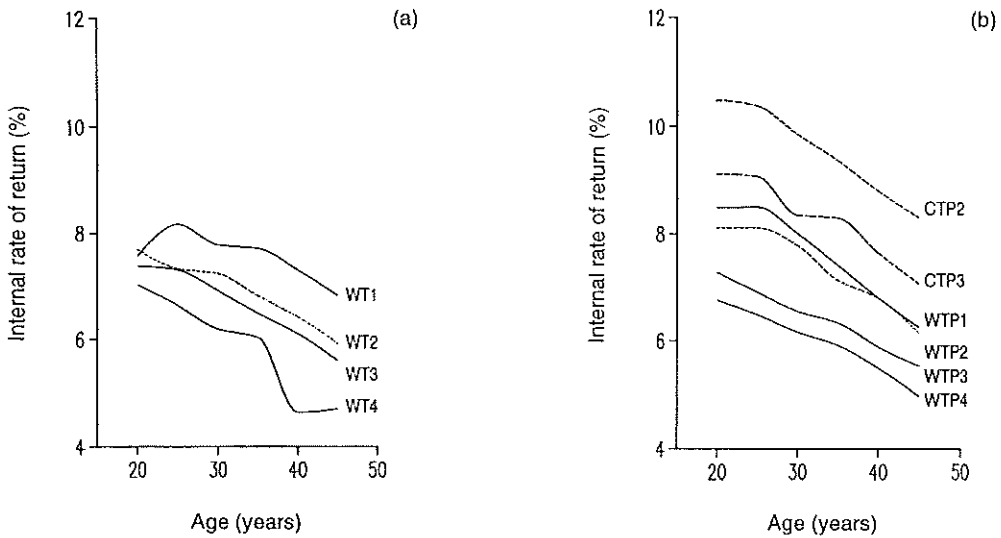 (a)
Internal rate of return (%)
12
10
8
6
4
WT1
WT2
WT3
WT4
20 30 40 50
Age (years)
(b)
Internal rate of return (%)
12
10
8
6
4
CTP2
CTP3
WTP1
WTP2
WTP3
WTP4
20 30 40 50
Age (years)